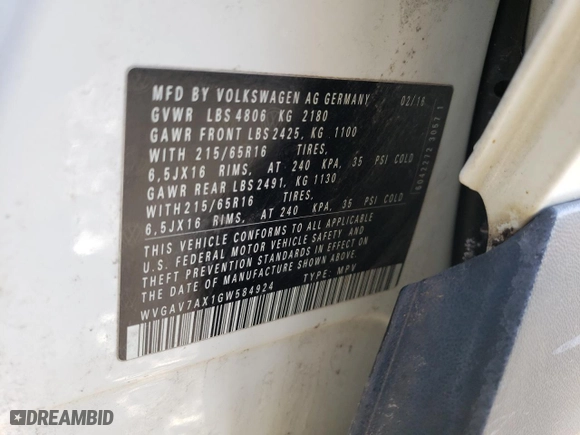 MFD BY VOLKSWAGEN AG GERMANY 02/16
GVWR LBS 4806 KG 2180
GAWR FRONT LBS 2425, KG 1100
WITH 215/65R16 TIRES,
6.5JX16 RIMS, AT 240 KPA, 35 PSI COLD
GAWR REAR LBS 2491, KG 1130
WITH 215/65R16 TIRES,
6.5JX16 RIMS, AT 240 KPA, 35 PSI COLD
THIS VEHICLE CONFORMS TO ALL APPLICABLE
U.S. FEDERAL MOTOR VEHICLE SAFETY AND
THEFT PREVENTION STANDARDS IN EFFECT ON
THE DATE OF MANUFACTURE SHOWN ABOVE.
WVGAV7AX1GW584924 TYPE: MPV
DREAMBID